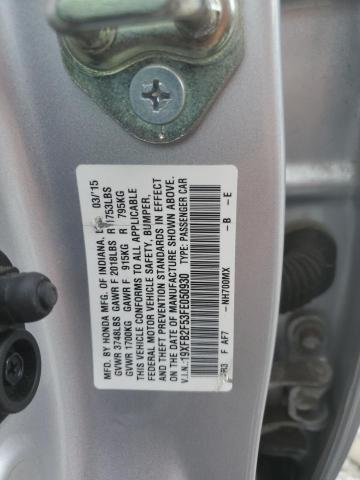 MFD. BY HONDA OF INDIANA. 03/15
GVWR 3748LBS GAWR F 2018LBS R 1753LBS
GVWR 1700KG GAWR F 915KG R 795KG
THIS VEHICLE CONFORMS TO ALL APPLICABLE
FEDERAL MOTOR VEHICLE SAFETY, BUMPER,
AND THEFT PREVENTION STANDARDS IN EFFECT
ON THE DATE OF MANUFACTURE SHOWN ABOVE.
V.I.N.:19XFB2F53FE050930 PASSENGER CAR
F AF7 -NH700MX -B -E